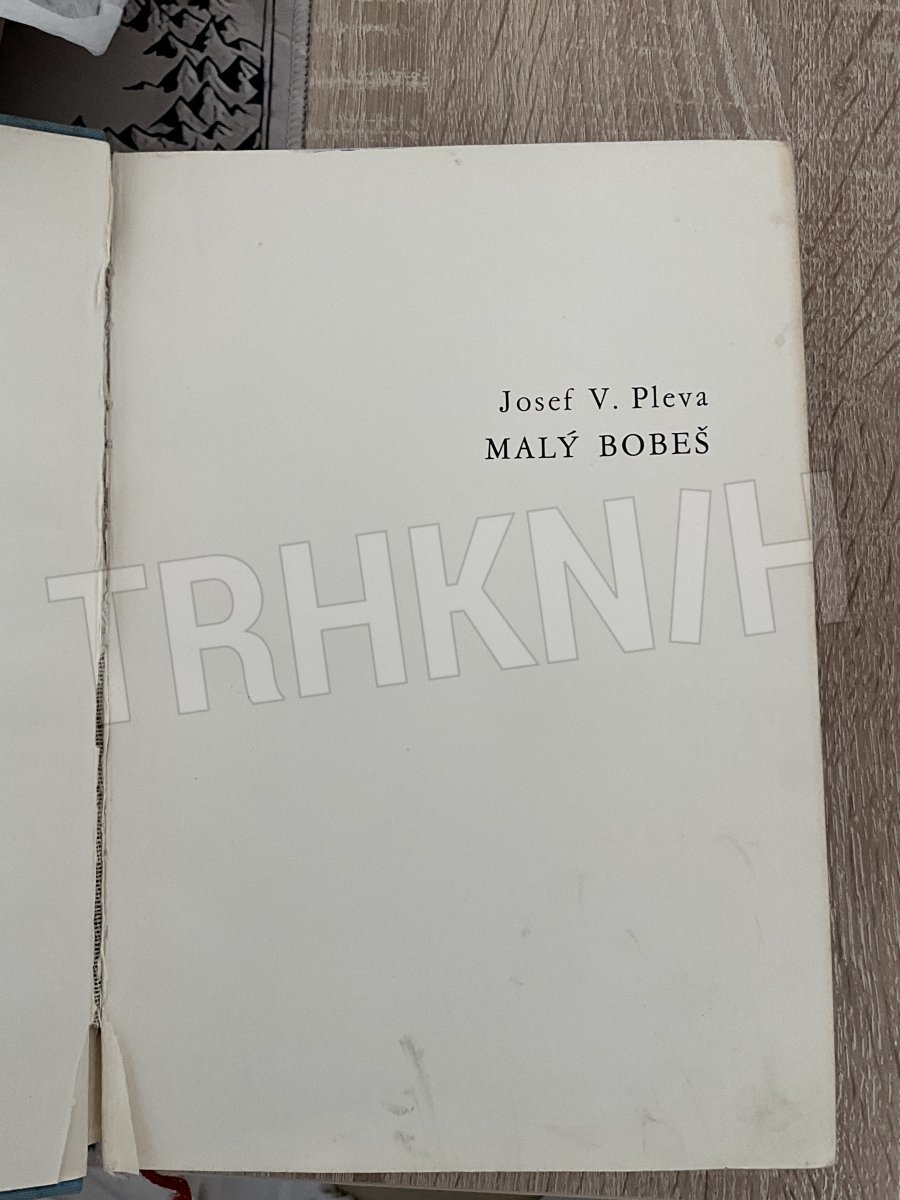 Josef V. Pleva
MALÝ BOBEŠ
TRHKNIH